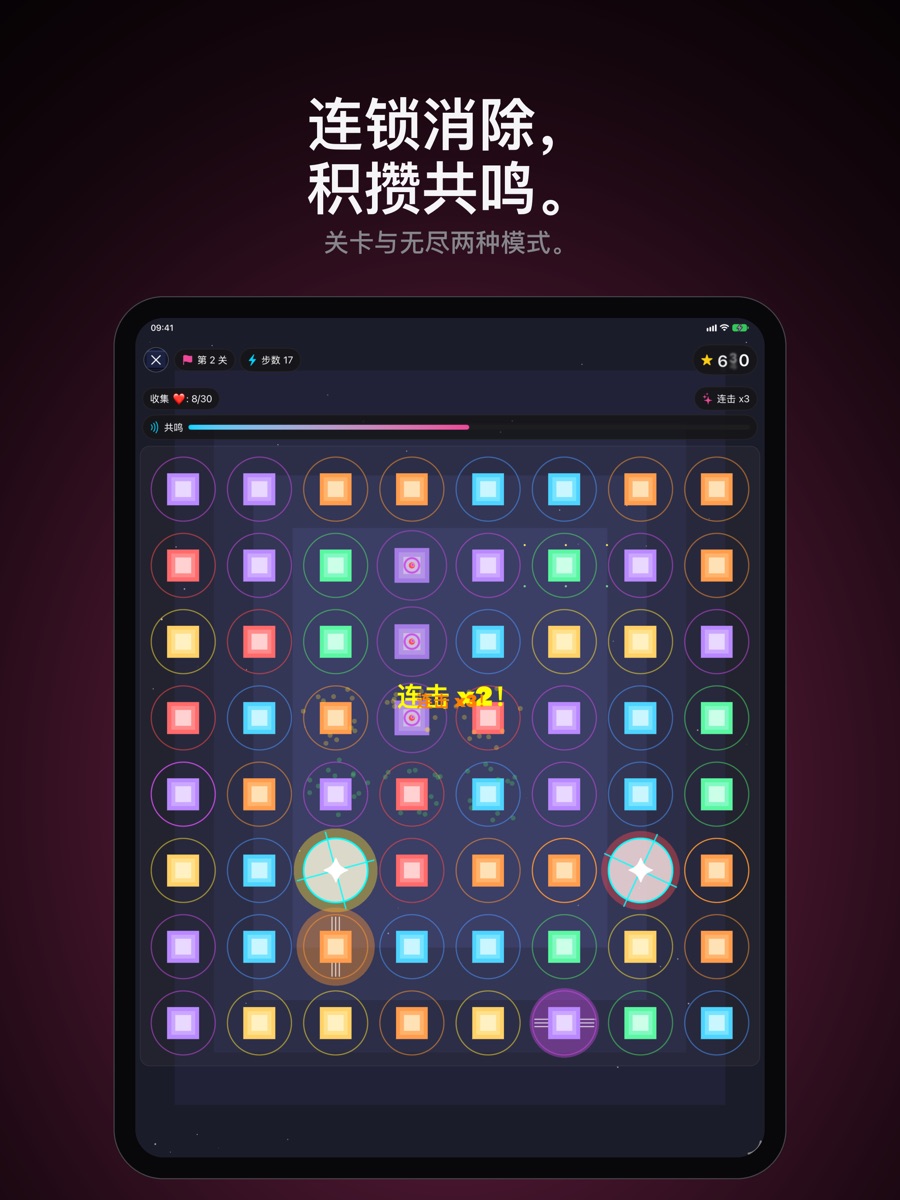 连锁消除，
积攒共鸣。
关卡与无尽两种模式。
09:41
第 2 关
步数 17
收集 ❤️: 8/30
连击 x3
共鸣
连击 x2!